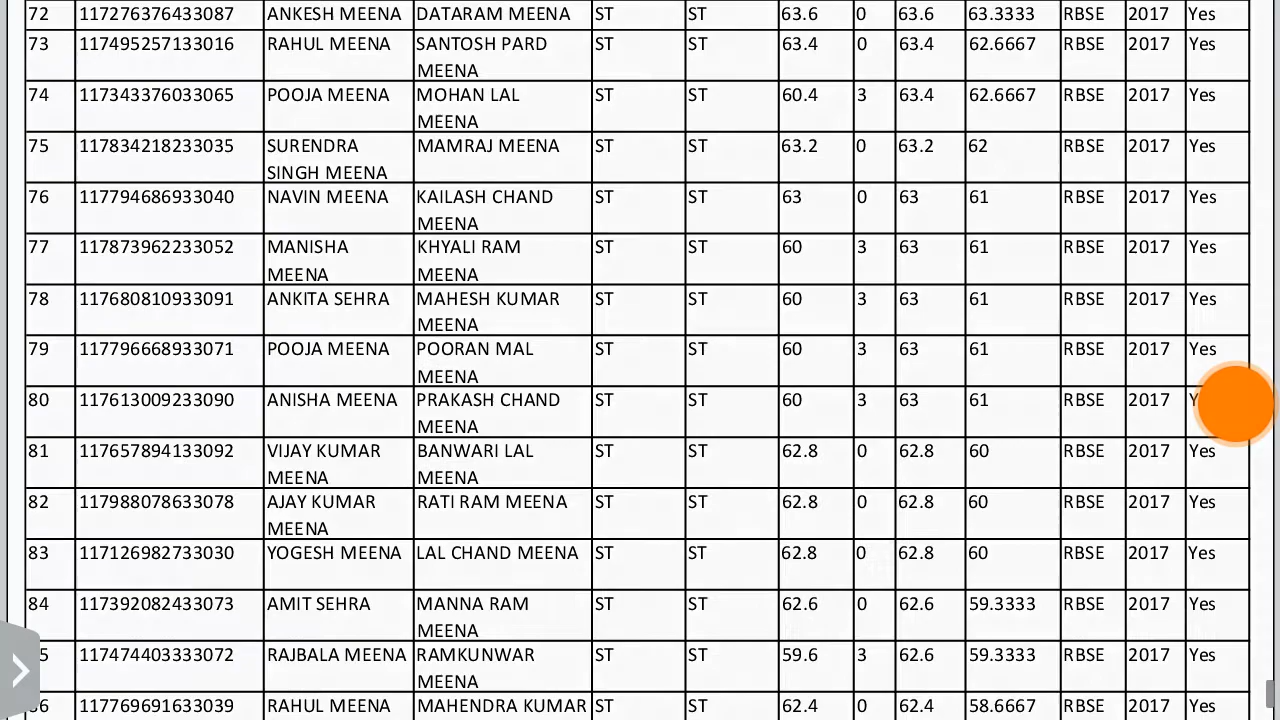 72 117276376433087 ANKESH MEENA DATARAM MEENA ST ST 63.6 0 63.6 63.3333 RBSE 2017 Yes
73 117495257133016 RAHUL MEENA SANTOSH PARD ST ST 63.4 0 63.4 62.6667 RBSE 2017 Yes
MEENA
74 117343376033065 POOJA MEENA MOHAN LAL ST ST 60.4 3 63.4 62.6667 RBSE 2017 Yes
MEENA
75 117834218233035 SURENDRA MAMRAJ MEENA ST ST 63.2 0 63.2 62 RBSE 2017 Yes
SINGH MEENA
76 117794686933040 NAVIN MEENA KAILASH CHAND ST ST 63 0 63 61 RBSE 2017 Yes
MEENA
77 117873962233052 MANISHA KHYALI RAM ST ST 60 3 63 61 RBSE 2017 Yes
MEENA MEENA
78 117680810933091 ANKITA SEHRA MAHESH KUMAR ST ST 60 3 63 61 RBSE 2017 Yes
MEENA
79 117796668933071 POOJA MEENA POORAN MAL ST ST 60 3 63 61 RBSE 2017 Yes
MEENA
80 117613009233090 ANISHA MEENA PRAKASH CHAND ST ST 60 3 63 61 RBSE 2017
MEENA
81 117657894133092 VIJAY KUMAR BANWARI LAL ST ST 62.8 0 62.8 60 RBSE 2017 Yes
MEENA MEENA
82 117988078633078 AJAY KUMAR RATI RAM MEENA ST ST 62.8 0 62.8 60 RBSE 2017 Yes
MEENA
83 117126982733030 YOGESH MEENA LAL CHAND MEENA ST ST 62.8 0 62.8 60 RBSE 2017 Yes
84 117392082433073 AMIT SEHRA MANNA RAM ST ST 62.6 0 62.6 59.3333 RBSE 2017 Yes
MEENA
5 117474403333072 RAJBALA MEENA RAMKUNWAR ST ST 59.6 3 62.6 59.3333 RBSE 2017 Yes
MEENA
6 117769691633039 RAHUL MEENA MAHENDRA KUMAR ST ST 62.4 0 62.4 58.6667 RBSE 2017 Yes